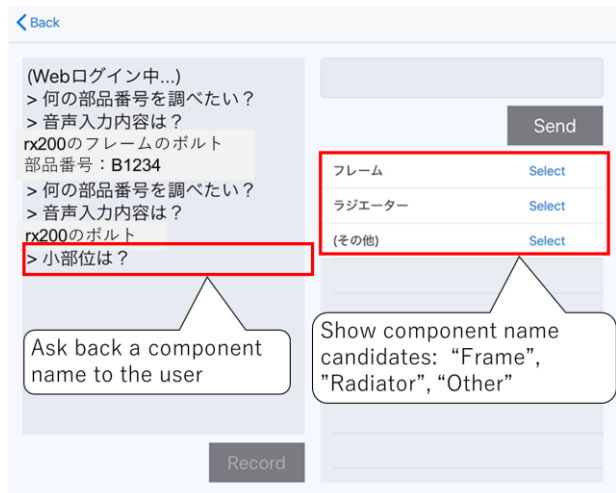 Back
(Webログイン中...)
> 何の部品番号を調べたい？
> 音声入力内容は？
rx200のフレームのボルト
部品番号：B1234
> 何の部品番号を調べたい？
> 音声入力内容は？
rx200のボルト
> 小部位は？
Ask back a component
name to the user
Record
Send
フレーム Select
ラジエーター Select
(その他) Select
Show component name
candidates: “Frame”,
”Radiator”, “Other”